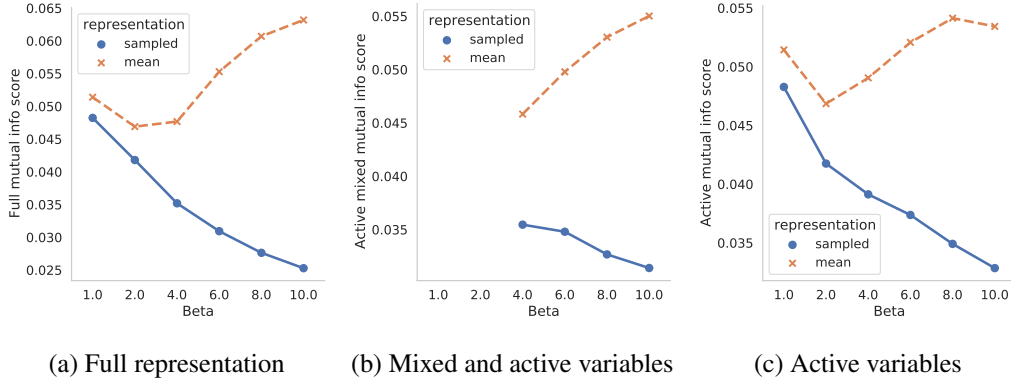 0.065
0.060
0.055
0.050
0.045
0.040
0.035
0.030
0.025
Full mutual info score
representation
sampled
mean
1.0 2.0 4.0 6.0 8.0 10.0
Beta
(a) Full representation
0.055
0.050
0.045
0.040
0.035
Active mixed mutual info score
representation
sampled
mean
1.0 2.0 4.0 6.0 8.0 10.0
Beta
(b) Mixed and active variables
0.055
0.050
0.045
0.040
0.035
Active mutual info score
representation
sampled
mean
1.0 2.0 4.0 6.0 8.0 10.0
Beta
(c) Active variables